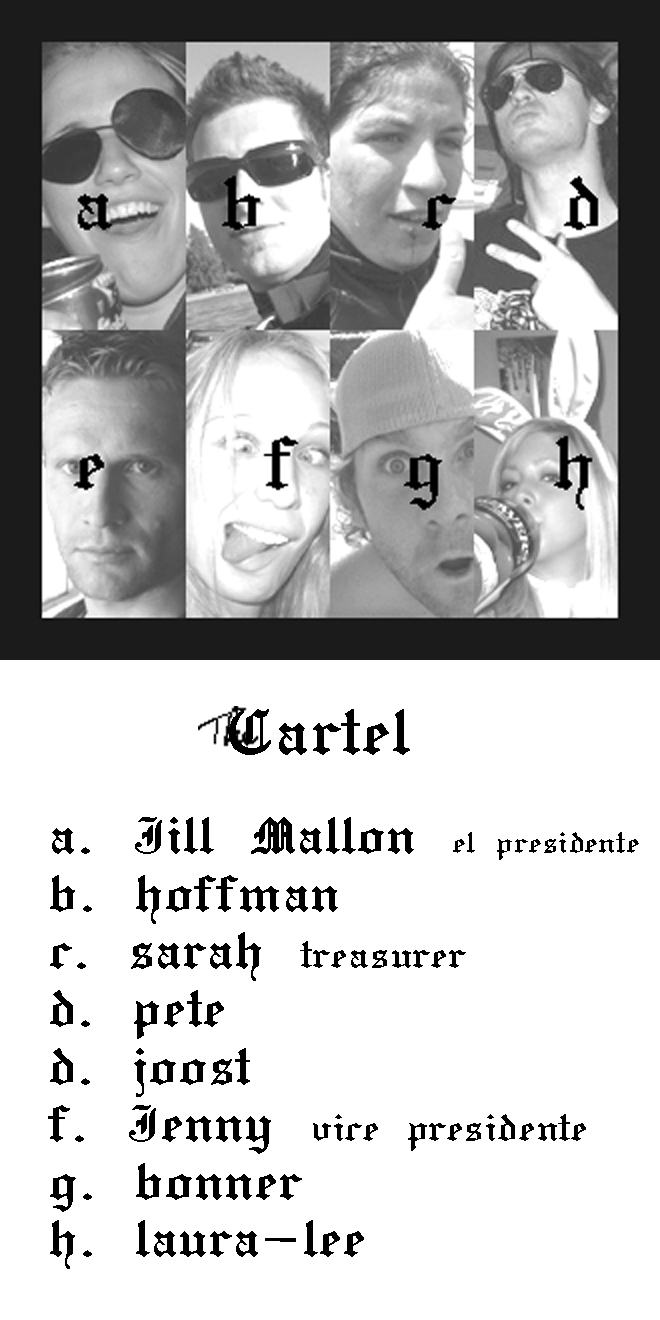 a b c d
e f g h
The Cartel
a. Jill Mallon el presidente
b. hoffman
c. sarah treasurer
d. pete
d. joost
f. Jenny vice presidente
g. bonner
h. laura-lee